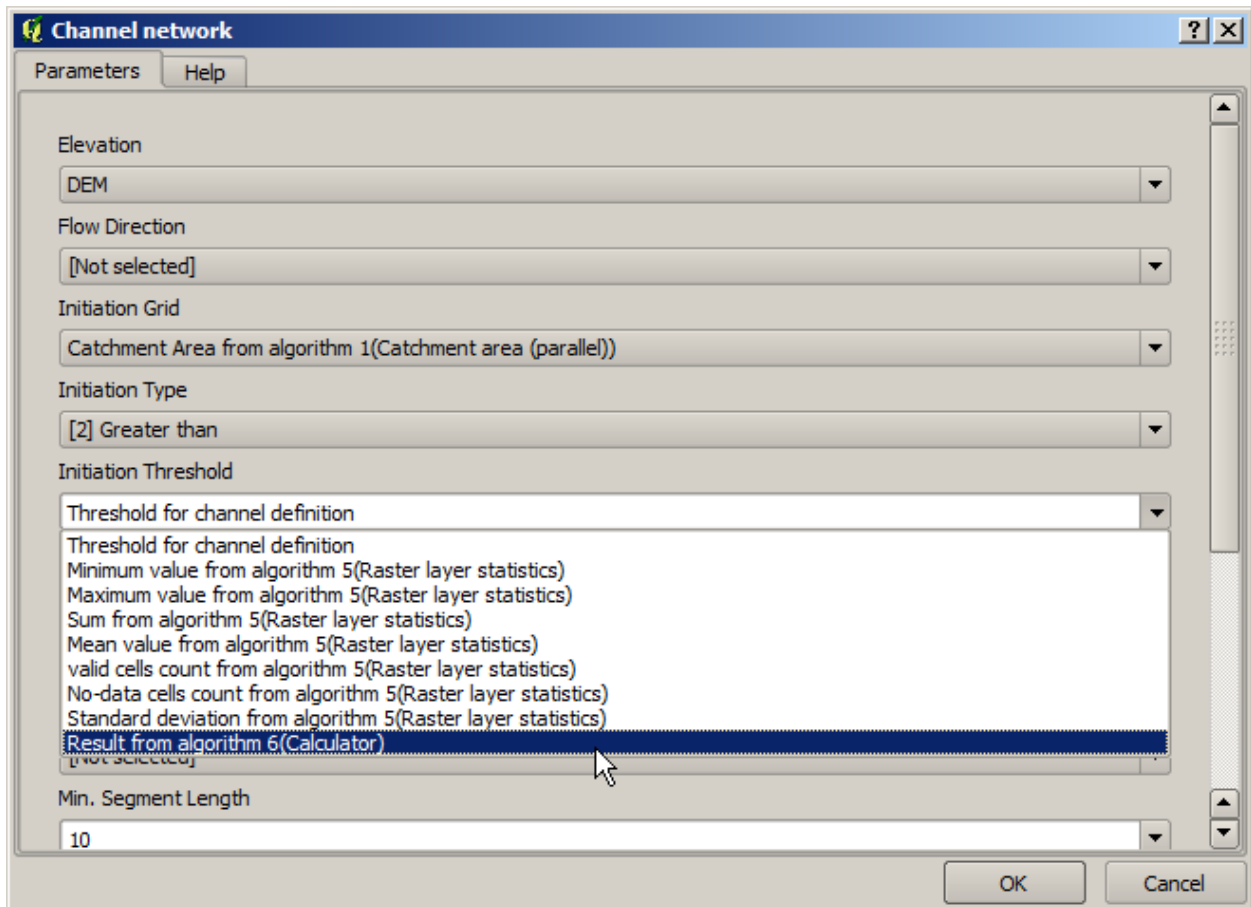 Channel network
Parameters
Help
Elevation
DEM
Flow Direction
[Not selected]
Initiation Grid
Catchment Area from algorithm 1(Catchment area (parallel))
Initiation Type
[2] Greater than
Initiation Threshold
Threshold for channel definition
Threshold for channel definition
Minimum value from algorithm 5(Raster layer statistics)
Maximum value from algorithm 5(Raster layer statistics)
Sum from algorithm 5(Raster layer statistics)
Mean value from algorithm 5(Raster layer statistics)
valid cells count from algorithm 5(Raster layer statistics)
No-data cells count from algorithm 5(Raster layer statistics)
Standard deviation from algorithm 5(Raster layer statistics)
Result from algorithm 6(Calculator)
[Not selected]
Min. Segment Length
10
OK
Cancel